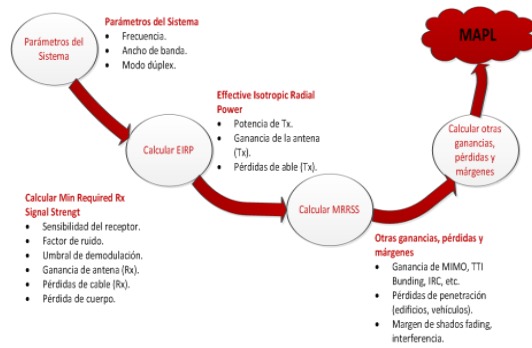 Parámetros del
Sistema
Parámetros del
Sistema
• Frecuencia.
• Ancho de banda.
• Modo dúplex.
MAPL
Effective Isotropic Radial
Power
• Potencia de Tx.
• Ganancia de la antena
(Tx).
• Pérdidas de able (Tx).
Calcular EIRP
Calcular otras
ganancias,
pérdidas y
márgenes
Calcular Min Required Rx
Signal Strengt
• Sensibilidad del receptor.
• Factor de ruido.
• Umbral de demodulación.
• Ganancia de antena (Rx).
• Pérdidas de cable (Rx).
• Pérdida de cuerpo.
Calcular MRRSS
Otras ganancias, pérdidas y
márgenes
• Ganancia de MIMO, TTI
Bunding, IRC, etc.
• Pérdidas de penetración
(edificios, vehículos).
• Margen de shados fading,
interferencia.